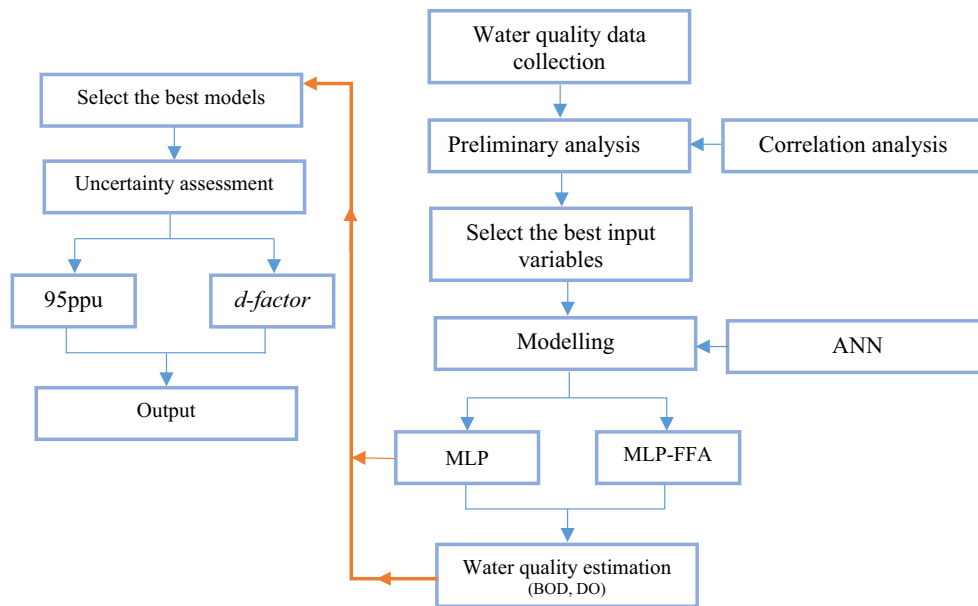 Water quality data
collection
Select the best models
Preliminary analysis
Correlation analysis
Uncertainty assessment
Select the best input
variables
95ppu
d-factor
Modelling
ANN
Output
MLP
MLP-FFA
Water quality estimation
(BOD, DO)